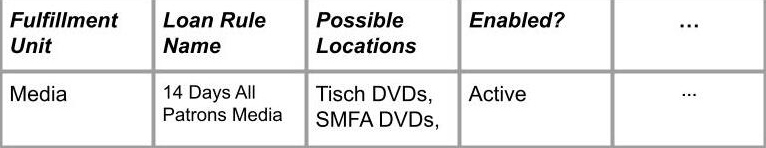 Fulfillment Unit
Loan Rule Name
Possible Locations
Enabled?
...
Media
14 Days All Patrons Media
Tisch DVDs, SMFA DVDs,
Active
...